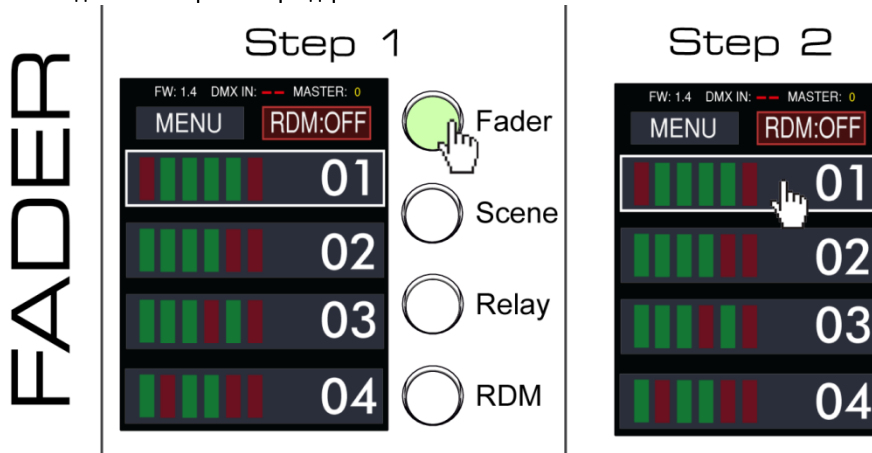 FADER
Step 1
FW: 1.4 DMX IN: -- MASTER: 0
MENU RDM:OFF
01
02
03
04
Fader
Scene
Relay
RDM
Step 2
FW: 1.4 DMX IN: -- MASTER: 0
MENU RDM:OFF
01
02
03
04